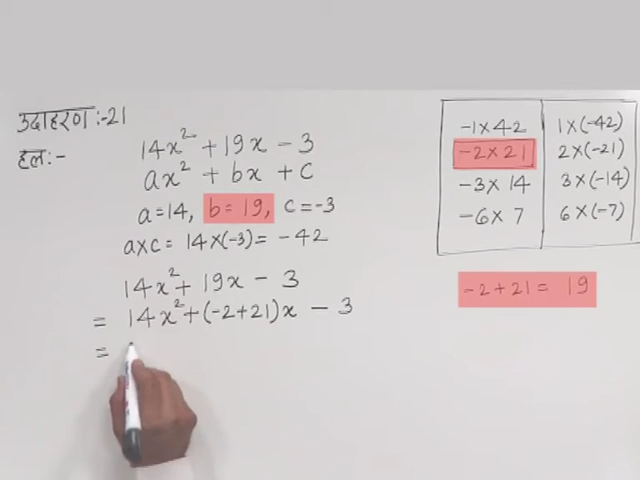 उदाहरण:-21
हल:-
14x² + 19x - 3
ax² + bx + c
a=14, b=19, c=-3
a×c = 14×(-3) = -42
14x² + 19x - 3
= 14x² + (-2+21)x - 3
=
-1×42 1×(-42)
-2×21 2×(-21)
-3×14 3×(-14)
-6×7 6×(-7)
-2+21 = 19